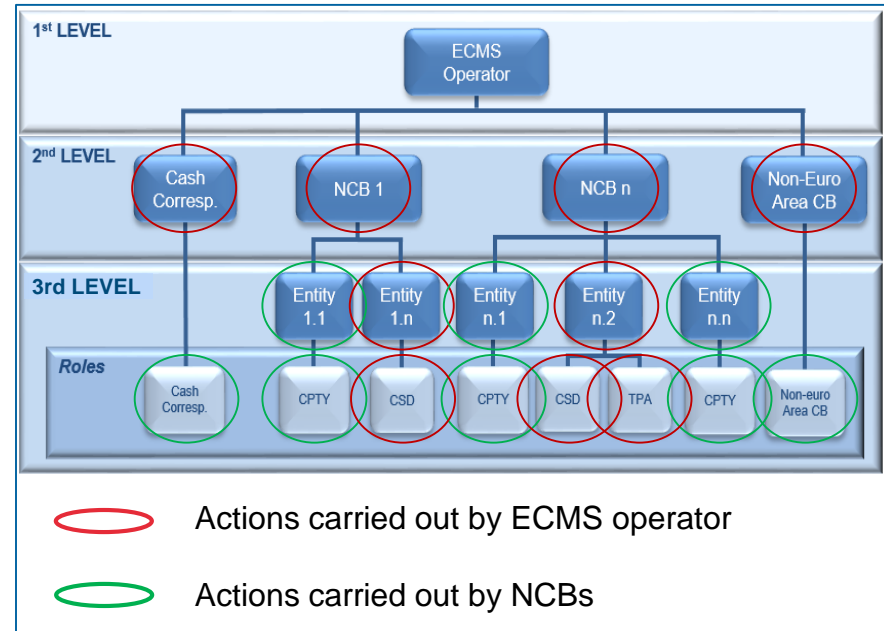 1st LEVEL
ECMS
Operator
2nd LEVEL
Cash
Corresp.
NCB 1
NCB n
Non-Euro
Area CB
3rd LEVEL
Entity
1.1
Entity
1.n
Entity
n.1
Entity
n.2
Entity
n.n
Roles
Cash
Corresp.
CPTY
CSD
CPTY
CSD
TPA
CPTY
Non-euro
Area CB
Actions carried out by ECMS operator
Actions carried out by NCBs